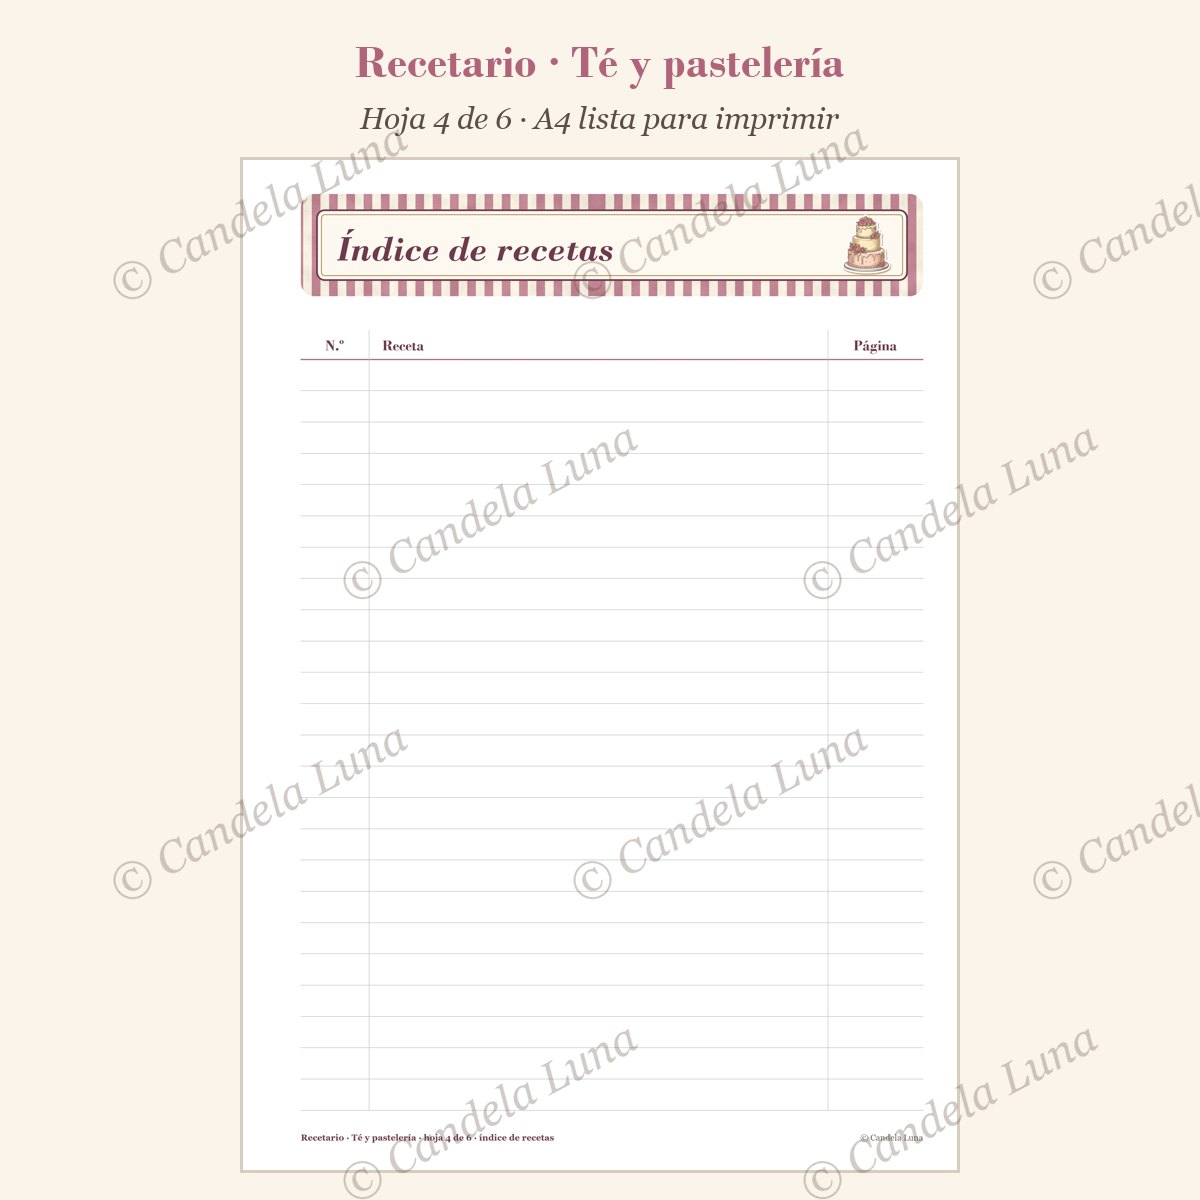 Recetario · Té y pastelería
Hoja 4 de 6 · A4 lista para imprimir
© Candela Luna
© Candela Luna
© Candela
Índice de recetas
N.º Receta Página
© Candela Luna
© Candela Luna
© Candela Luna
© Candela Luna
© Candela
© Candela Luna
© Candela Luna
Recetario · Té y pastelería · hoja 4 de 6 · índice de recetas © Candela Luna